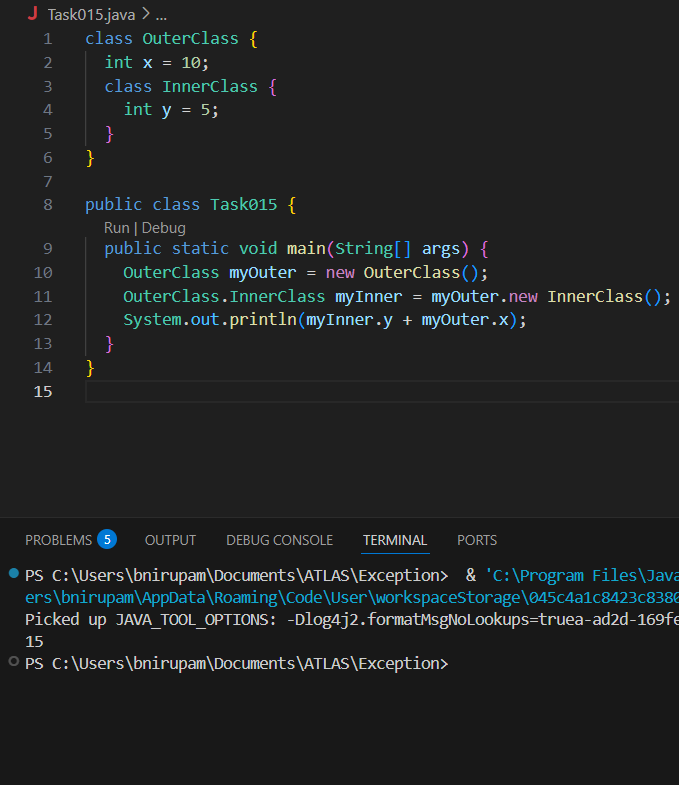 J Task015.java > ...
1 class OuterClass {
2 int x = 10;
3 class InnerClass {
4 int y = 5;
5 }
6 }
7
8 public class Task015 {
Run | Debug
9 public static void main(String[] args) {
10 OuterClass myOuter = new OuterClass();
11 OuterClass.InnerClass myInner = myOuter.new InnerClass();
12 System.out.println(myInner.y + myOuter.x);
13 }
14 }
15
PROBLEMS 5 OUTPUT DEBUG CONSOLE TERMINAL PORTS
PS C:\Users\bnirupam\Documents\ATLAS\Exception> & 'C:\Program Files\Java
ers\bnirupam\AppData\Roaming\Code\User\workspaceStorage\045c4a1c8423c8380
Picked up JAVA_TOOL_OPTIONS: -Dlog4j2.formatMsgNoLookups=truea-ad2d-169fe
15
PS C:\Users\bnirupam\Documents\ATLAS\Exception>